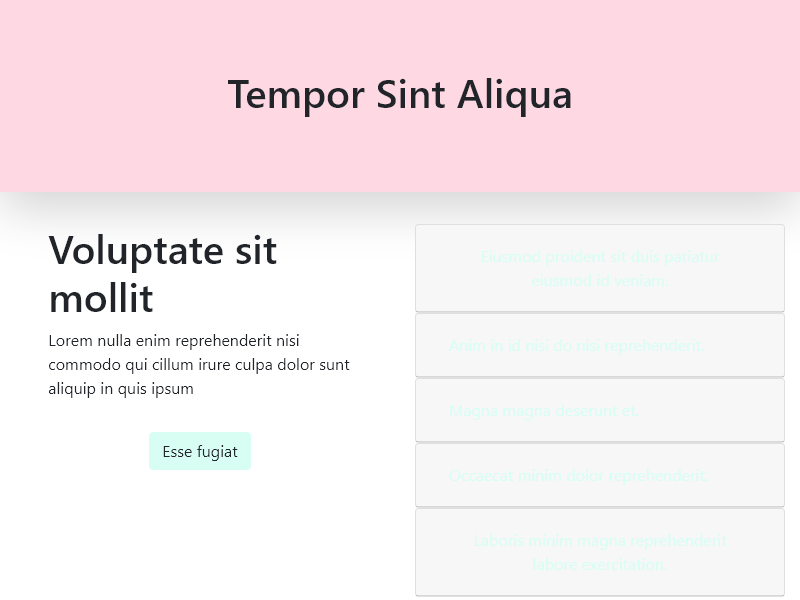 Tempor Sint Aliqua
Voluptate sit
mollit
Lorem nulla enim reprehenderit nisi
commodo qui cillum irure culpa dolor sunt
aliquip in quis ipsum
Esse fugiat
Eiusmod proident sit duis pariatur
eiusmod id veniam.
Anim in id nisi do nisi reprehenderit.
Magna magna deserunt et.
Occaecat minim dolor reprehenderit.
Laboris minim magna reprehenderit
labore exercitation.